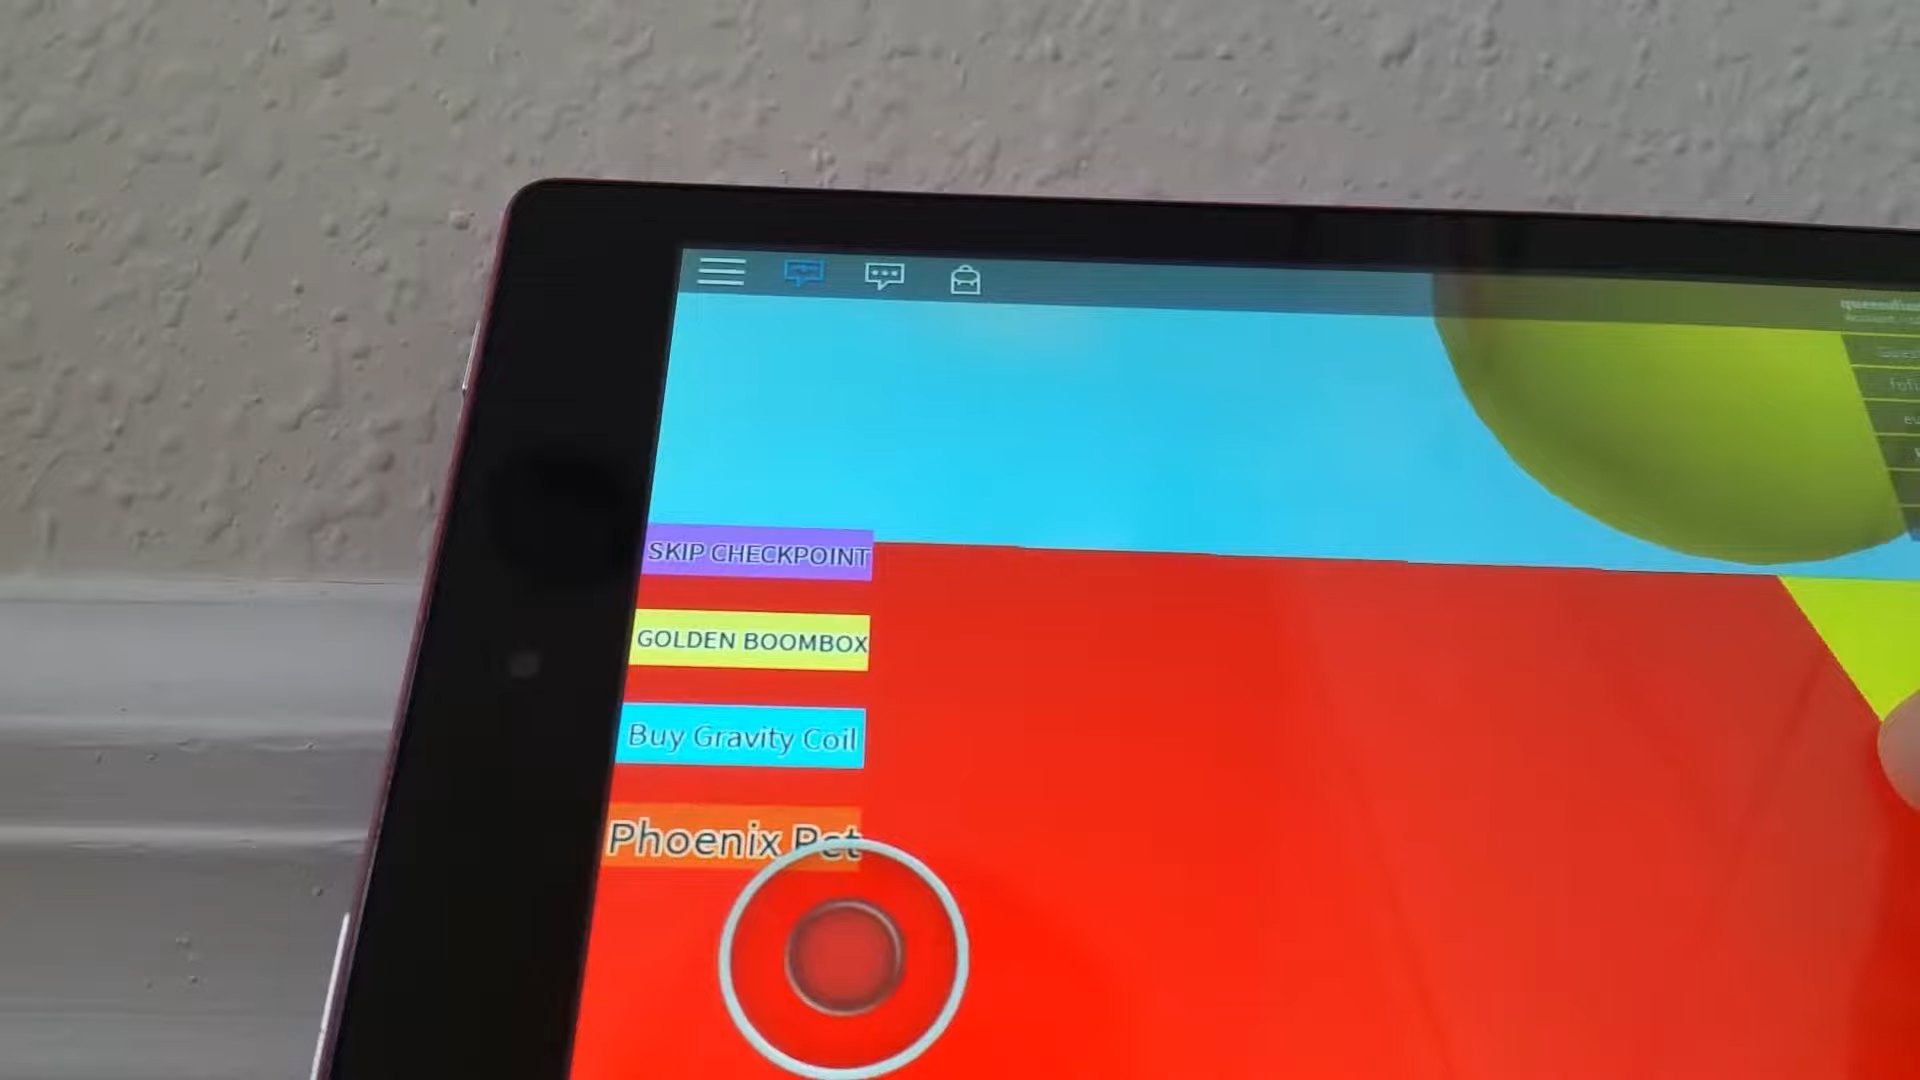 SKIP CHECKPOINT
GOLDEN BOOMBOX
Buy Gravity Coil
Phoenix Pet